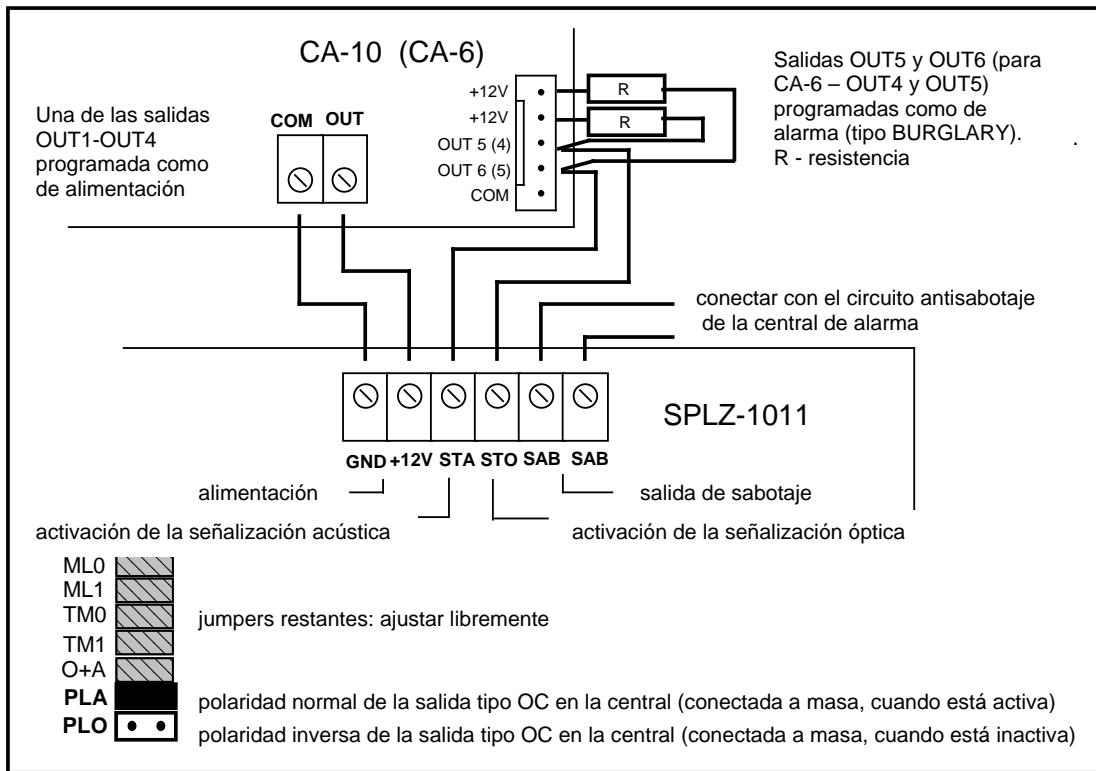 CA-10 (CA-6)
Una de las salidas
OUT1-OUT4
programada como
de alimentación
COM OUT
+12V
+12V
OUT 5 (4)
OUT 6 (5)
COM
R
R
Salidas OUT5 y OUT6 (para
CA-6 – OUT4 y OUT5)
programadas como de
alarma (tipo BURGLARY).
R - resistencia
.
conectar con el circuito antisabotaje
de la central de alarma
SPLZ-1011
GND +12V STA STO SAB SAB
alimentación
salida de sabotaje
activación de la señalización acústica
activación de la señalización óptica
ML0
ML1
TM0
TM1
O+A
jumpers restantes: ajustar libremente
PLA polaridad normal de la salida tipo OC en la central (conectada a masa, cuando está activa)
PLO polaridad inversa de la salida tipo OC en la central (conectada a masa, cuando está inactiva)